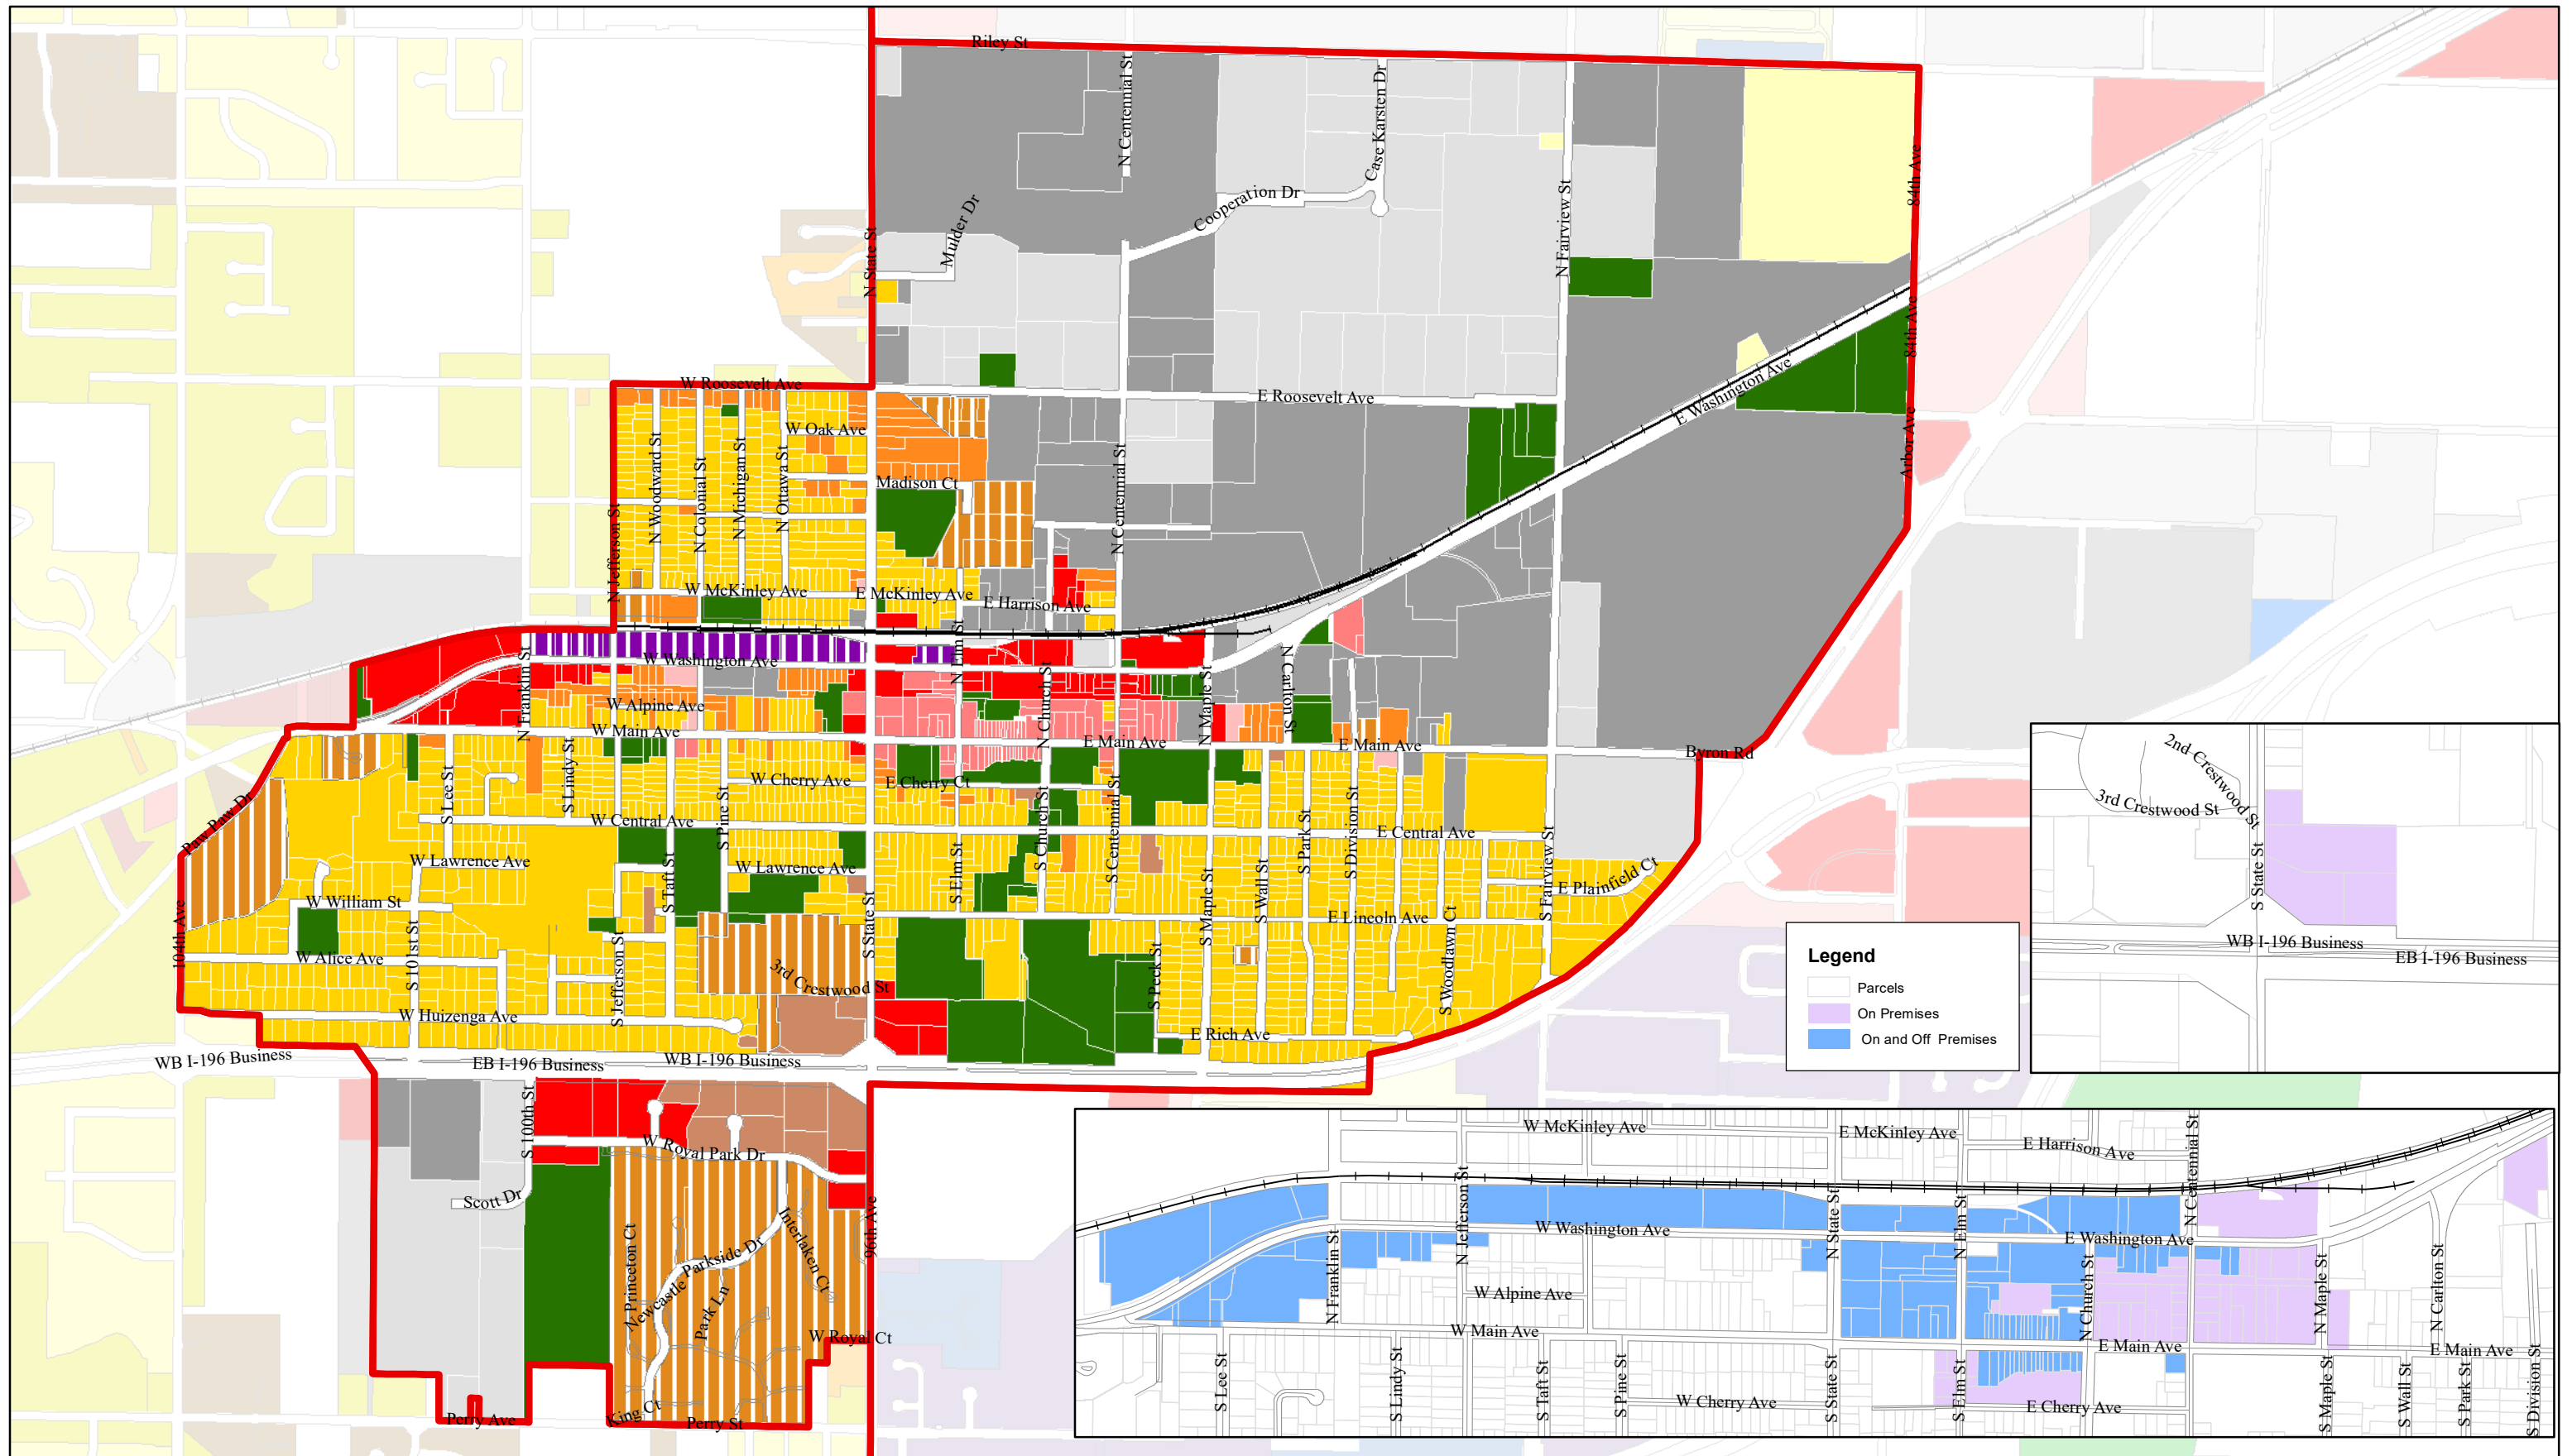 Riley St
N Centennial St
Case Karsten Dr
Cooperation Dr
Mulder Dr
N State St
N Fairview St
84th Ave
84th Ave
W Roosevelt Ave
E Roosevelt Ave
E Washington Ave
W Oak Ave
Arbor Ave
N Woodward St
N Colonial St
N Michigan St
N Ottawa St
Madison Ct
N Centennial St
N Jefferson St
W McKinley Ave
E McKinley Ave
E Harrison Ave
N Elm St
W Washington Ave
N Franklin St
N Church St
N Maple St
N Carlton St
W Alpine Ave
W Main Ave
E Main Ave
E Main Ave
Byron Rd
S Lee St
S Lindy St
W Cherry Ave
E Cherry Ct
S Pine St
S Church St
S Centennial St
Paw Paw Dr
W Central Ave
S Park St
S Division St
E Central Ave
W Lawrence Ave
W Lawrence Ave
S Taft St
S Elm St
S Maple St
S Wall St
S Fairview St
E Plainfield Ct
W William St
S State St
E Lincoln Ave
104th Ave
W Alice Ave
S 101st St
S Jefferson St
3rd Crestwood St
S Peck St
S Woodlawn Ct
W Huizenga Ave
E Rich Ave
WB I-196 Business
EB I-196 Business
WB I-196 Business
S 100th St
W Royal Park Dr
Scott Dr
Princeton Ct
Newcastle
Parkside Dr
Interlaken Ct
Park Ln
96th Ave
W Royal Ct
Perry Ave
King Ct
Perry St
Legend
Parcels
On Premises
On and Off Premises
2nd Crestwood St
3rd Crestwood St
S State St
WB I-196 Business
EB I-196 Business
W McKinley Ave
E McKinley Ave
E Harrison Ave
N Centennial St
N Jefferson St
N State St
N Elm St
W Washington Ave
E Washington Ave
N Franklin St
N Church St
N Maple St
N Carlton St
W Alpine Ave
W Main Ave
E Main Ave
E Main Ave
S Lee St
S Lindy St
S Taft St
S Pine St
W Cherry Ave
S State St
S Elm St
E Cherry Ave
S Maple St
S Wall St
S Park St
S Division St